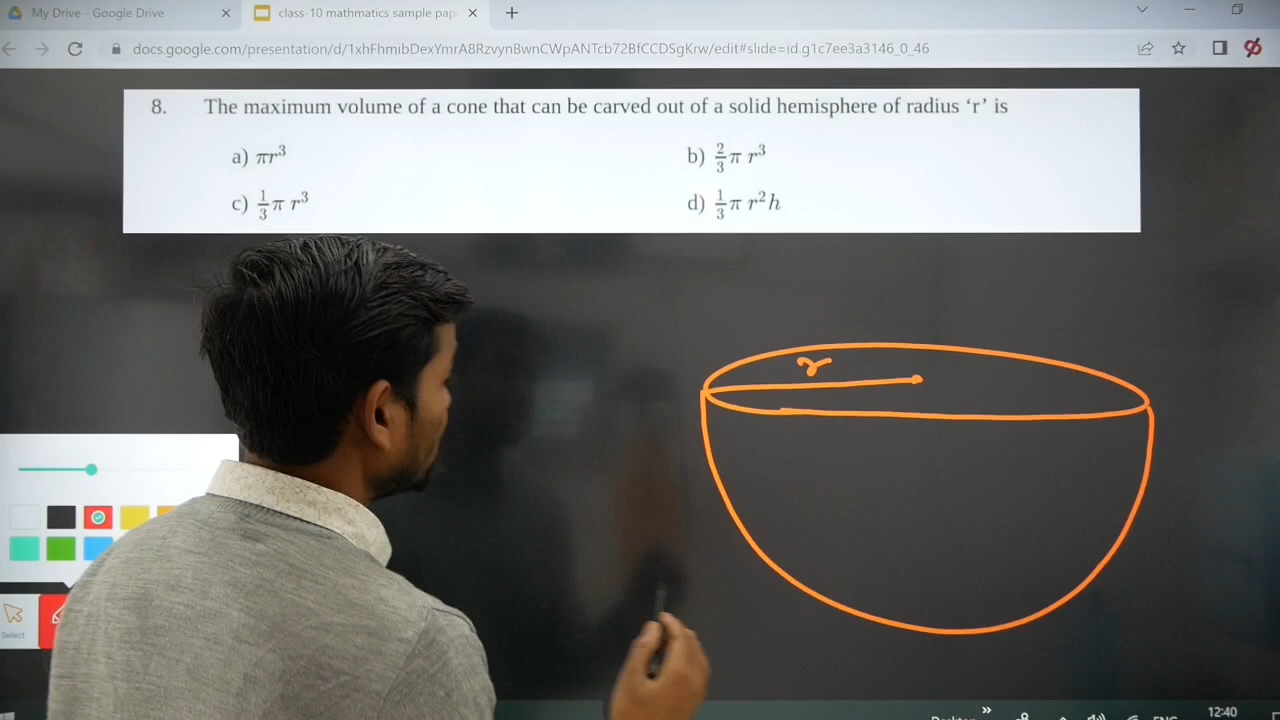 My Drive - Google Drive
class-10 mathmatics sample pap
docs.google.com/presentation/d/1xhFhmibDexYmrA8RzvynBwnCWpANTcb72BfCCDSgKrw/edit#slide=id.g1c7ee3a3146_0_46
8. The maximum volume of a cone that can be carved out of a solid hemisphere of radius ‘r’ is
a) πr³ b) 2/3 π r³
c) 1/3 π r³ d) 1/3 π r²h
r
Select
ENG 12:40